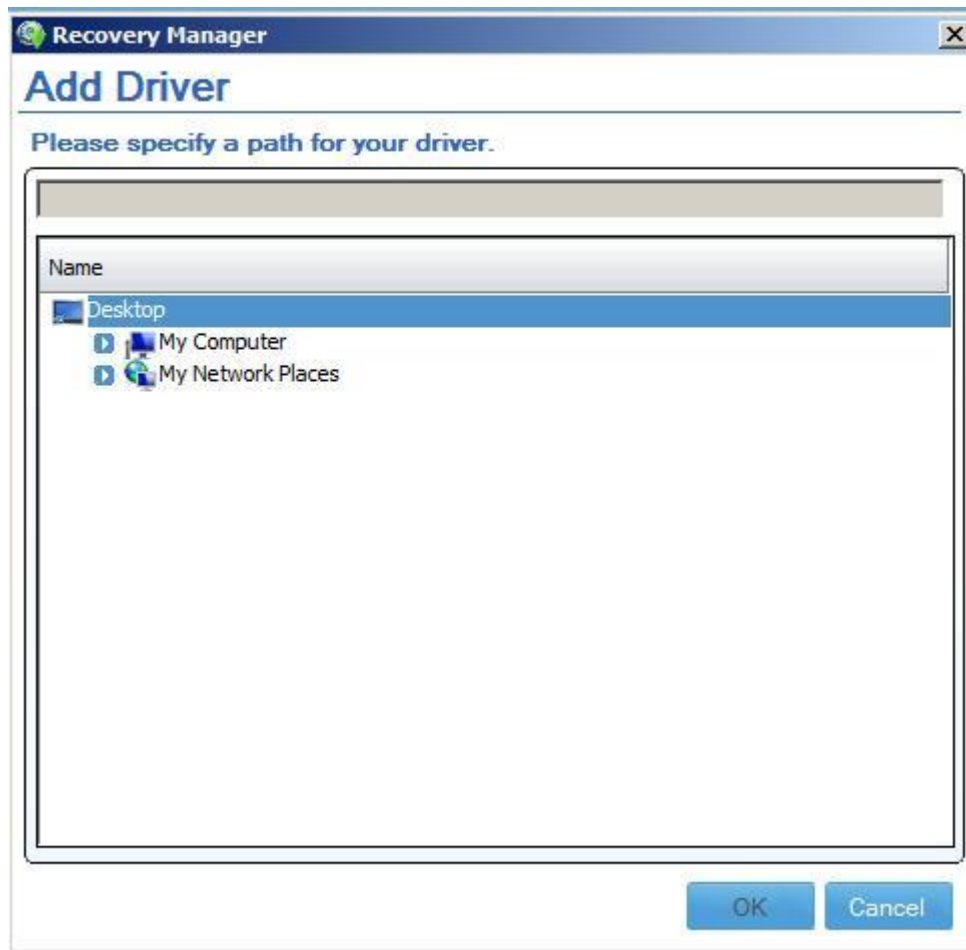 Recovery Manager
Add Driver
Please specify a path for your driver.
Name
Desktop
My Computer
My Network Places
OK
Cancel